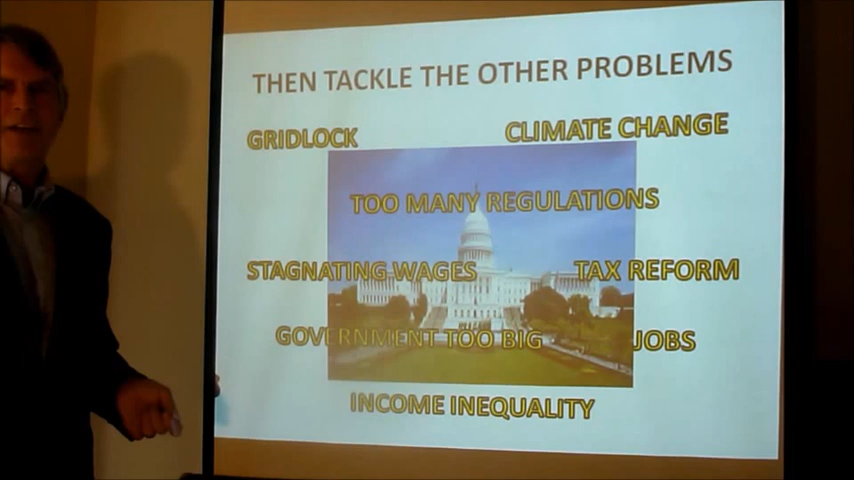 THEN TACKLE THE OTHER PROBLEMS
GRIDLOCK
CLIMATE CHANGE
TOO MANY REGULATIONS
STAGNATING WAGES
TAX REFORM
GOVERNMENT TOO BIG
JOBS
INCOME INEQUALITY